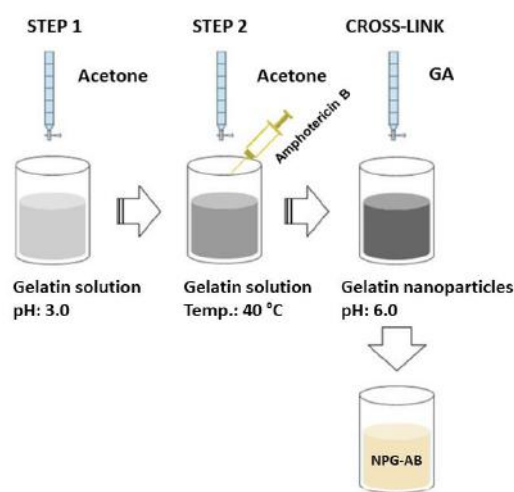 STEP 1
STEP 2
CROSS-LINK
Acetone
Acetone
GA
Amphotericin B
Gelatin solution
pH: 3.0
Gelatin solution
Temp.: 40 °C
Gelatin nanoparticles
pH: 6.0
NPG-AB